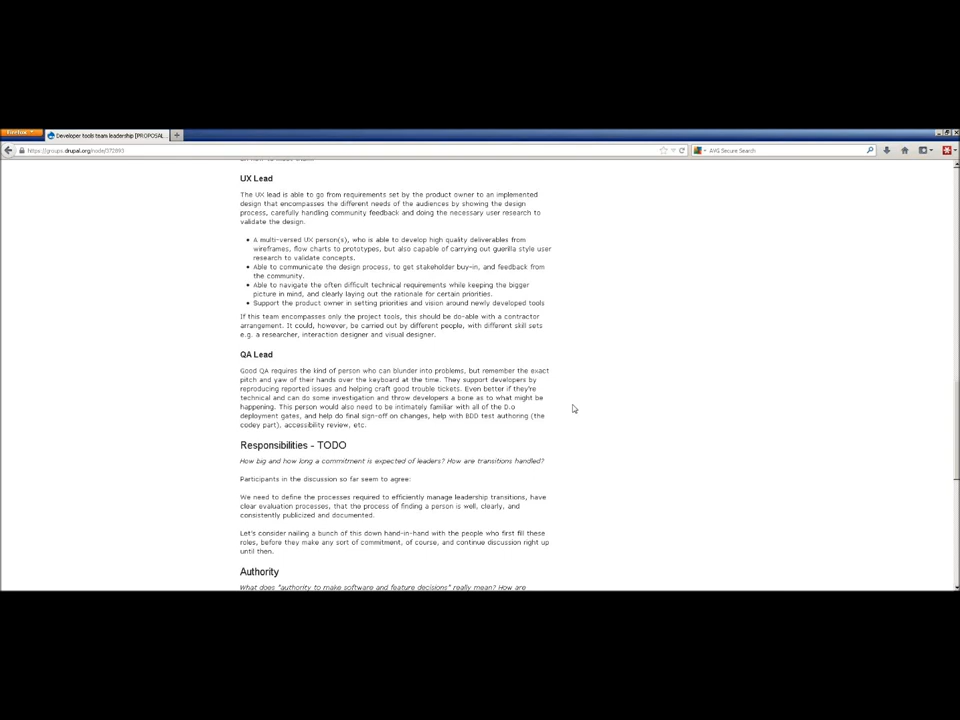 Firefox
Developer tools team leadership [PROPOSAL...
https://groups.drupal.org/node/372693
AVG Secure Search
UX Lead
The UX lead is able to go from requirements set by the product owner to an implemented
design that encompasses the different needs of the audiences by showing the design
process, carefully handling community feedback and doing the necessary user research to
validate the design.
A multi-versed UX person(s), who is able to develop high quality deliverables from
wireframes, flow charts to prototypes, but also capable of carrying out guerilla style user
research to validate concepts.
Able to communicate the design process, to get stakeholder buy-in, and feedback from
the community.
Able to navigate the often difficult technical requirements while keeping the bigger
picture in mind, and clearly laying out the rationale for certain priorities.
Support the product owner in setting priorities and vision around newly developed tools
If this team encompasses only the project tools, this should be do-able with a contractor
arrangement. It could, however, be carried out by different people, with different skill sets
e.g. a researcher, interaction designer and visual designer.
QA Lead
Good QA requires the kind of person who can blunder into problems, but remember the exact
pitch and yaw of their hands over the keyboard at the time. They support developers by
reproducing reported issues and helping craft good trouble tickets. Even better if they're
technical and can do some investigation and throw developers a bone as to what might be
happening. This person would also need to be intimately familiar with all of the D.o
deployment gates, and help do final sign-off on changes, help with BDD test authoring (the
codey part), accessibility review, etc.
Responsibilities - TODO
How big and how long a commitment is expected of leaders? How are transitions handled?
Participants in the discussion so far seem to agree:
We need to define the processes required to efficiently manage leadership transitions, have
clear evaluation processes, that the process of finding a person is well, clearly, and
consistently publicized and documented.
Let's consider nailing a bunch of this down hand-in-hand with the people who first fill these
roles, before they make any sort of commitment, of course, and continue discussion right up
until then.
Authority
What does "authority to make software and feature decisions" really mean? How are